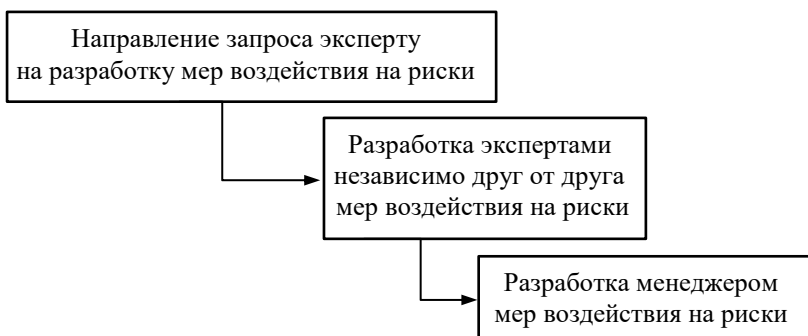 Направление запроса эксперту
на разработку мер воздействия на риски
Разработка экспертами
независимо друг от друга
мер воздействия на риски
Разработка менеджером
мер воздействия на риски